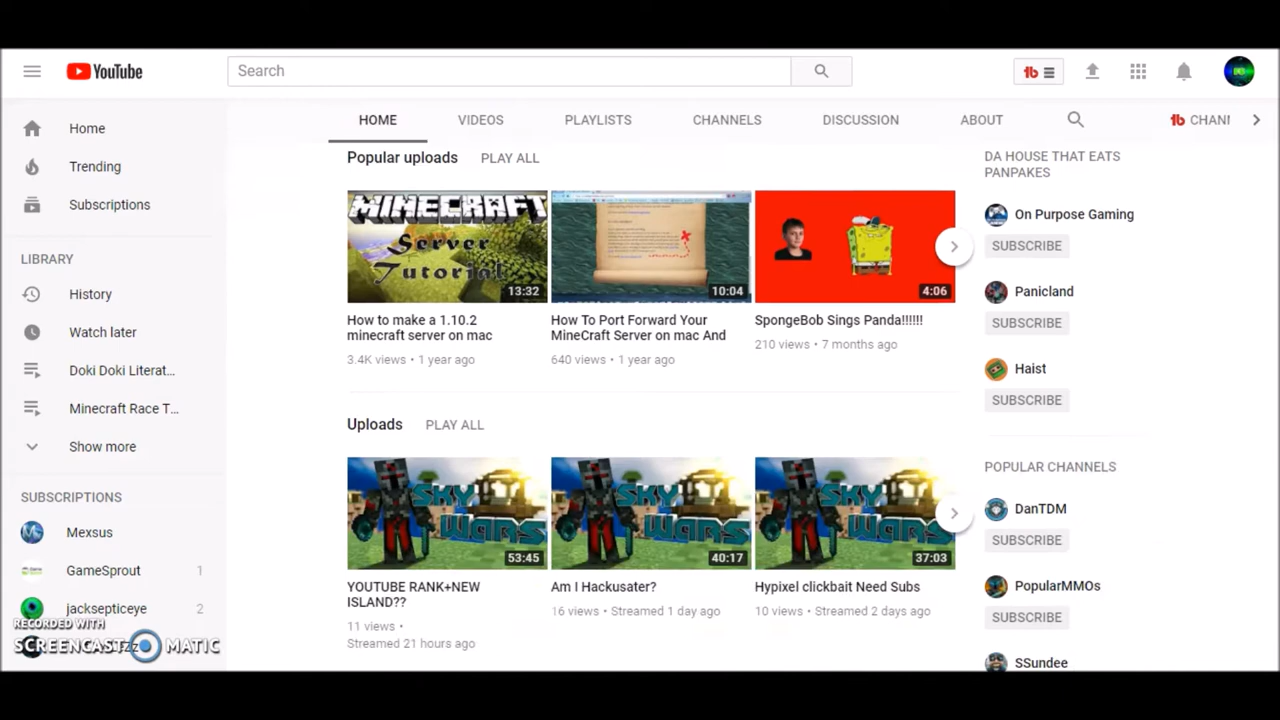 YouTube
Search
HOME VIDEOS PLAYLISTS CHANNELS DISCUSSION ABOUT CHANI
Home
Trending
Subscriptions
LIBRARY
History
Watch later
Doki Doki Literat...
Minecraft Race T...
Show more
SUBSCRIPTIONS
Mexsus
GameSprout 1
jacksepticeye 2
RECORDED WITH
SCREENCAST MATIC
Popular uploads PLAY ALL
MINECRAFT
Server
Tutorial
13:32
10:04
4:06
How to make a 1.10.2
minecraft server on mac
3.4K views • 1 year ago
How To Port Forward Your
MineCraft Server on mac And
640 views • 1 year ago
SpongeBob Sings Panda!!!!!!
210 views • 7 months ago
Uploads PLAY ALL
SKY
WARS
53:45
SKY
WARS
40:17
SKY
WARS
37:03
YOUTUBE RANK+NEW
ISLAND??
11 views •
Streamed 21 hours ago
Am I Hackusater?
16 views • Streamed 1 day ago
Hypixel clickbait Need Subs
10 views • Streamed 2 days ago
DA HOUSE THAT EATS
PANPAKES
On Purpose Gaming
SUBSCRIBE
Panicland
SUBSCRIBE
Haist
SUBSCRIBE
POPULAR CHANNELS
DanTDM
SUBSCRIBE
PopularMMOs
SUBSCRIBE
SSundee